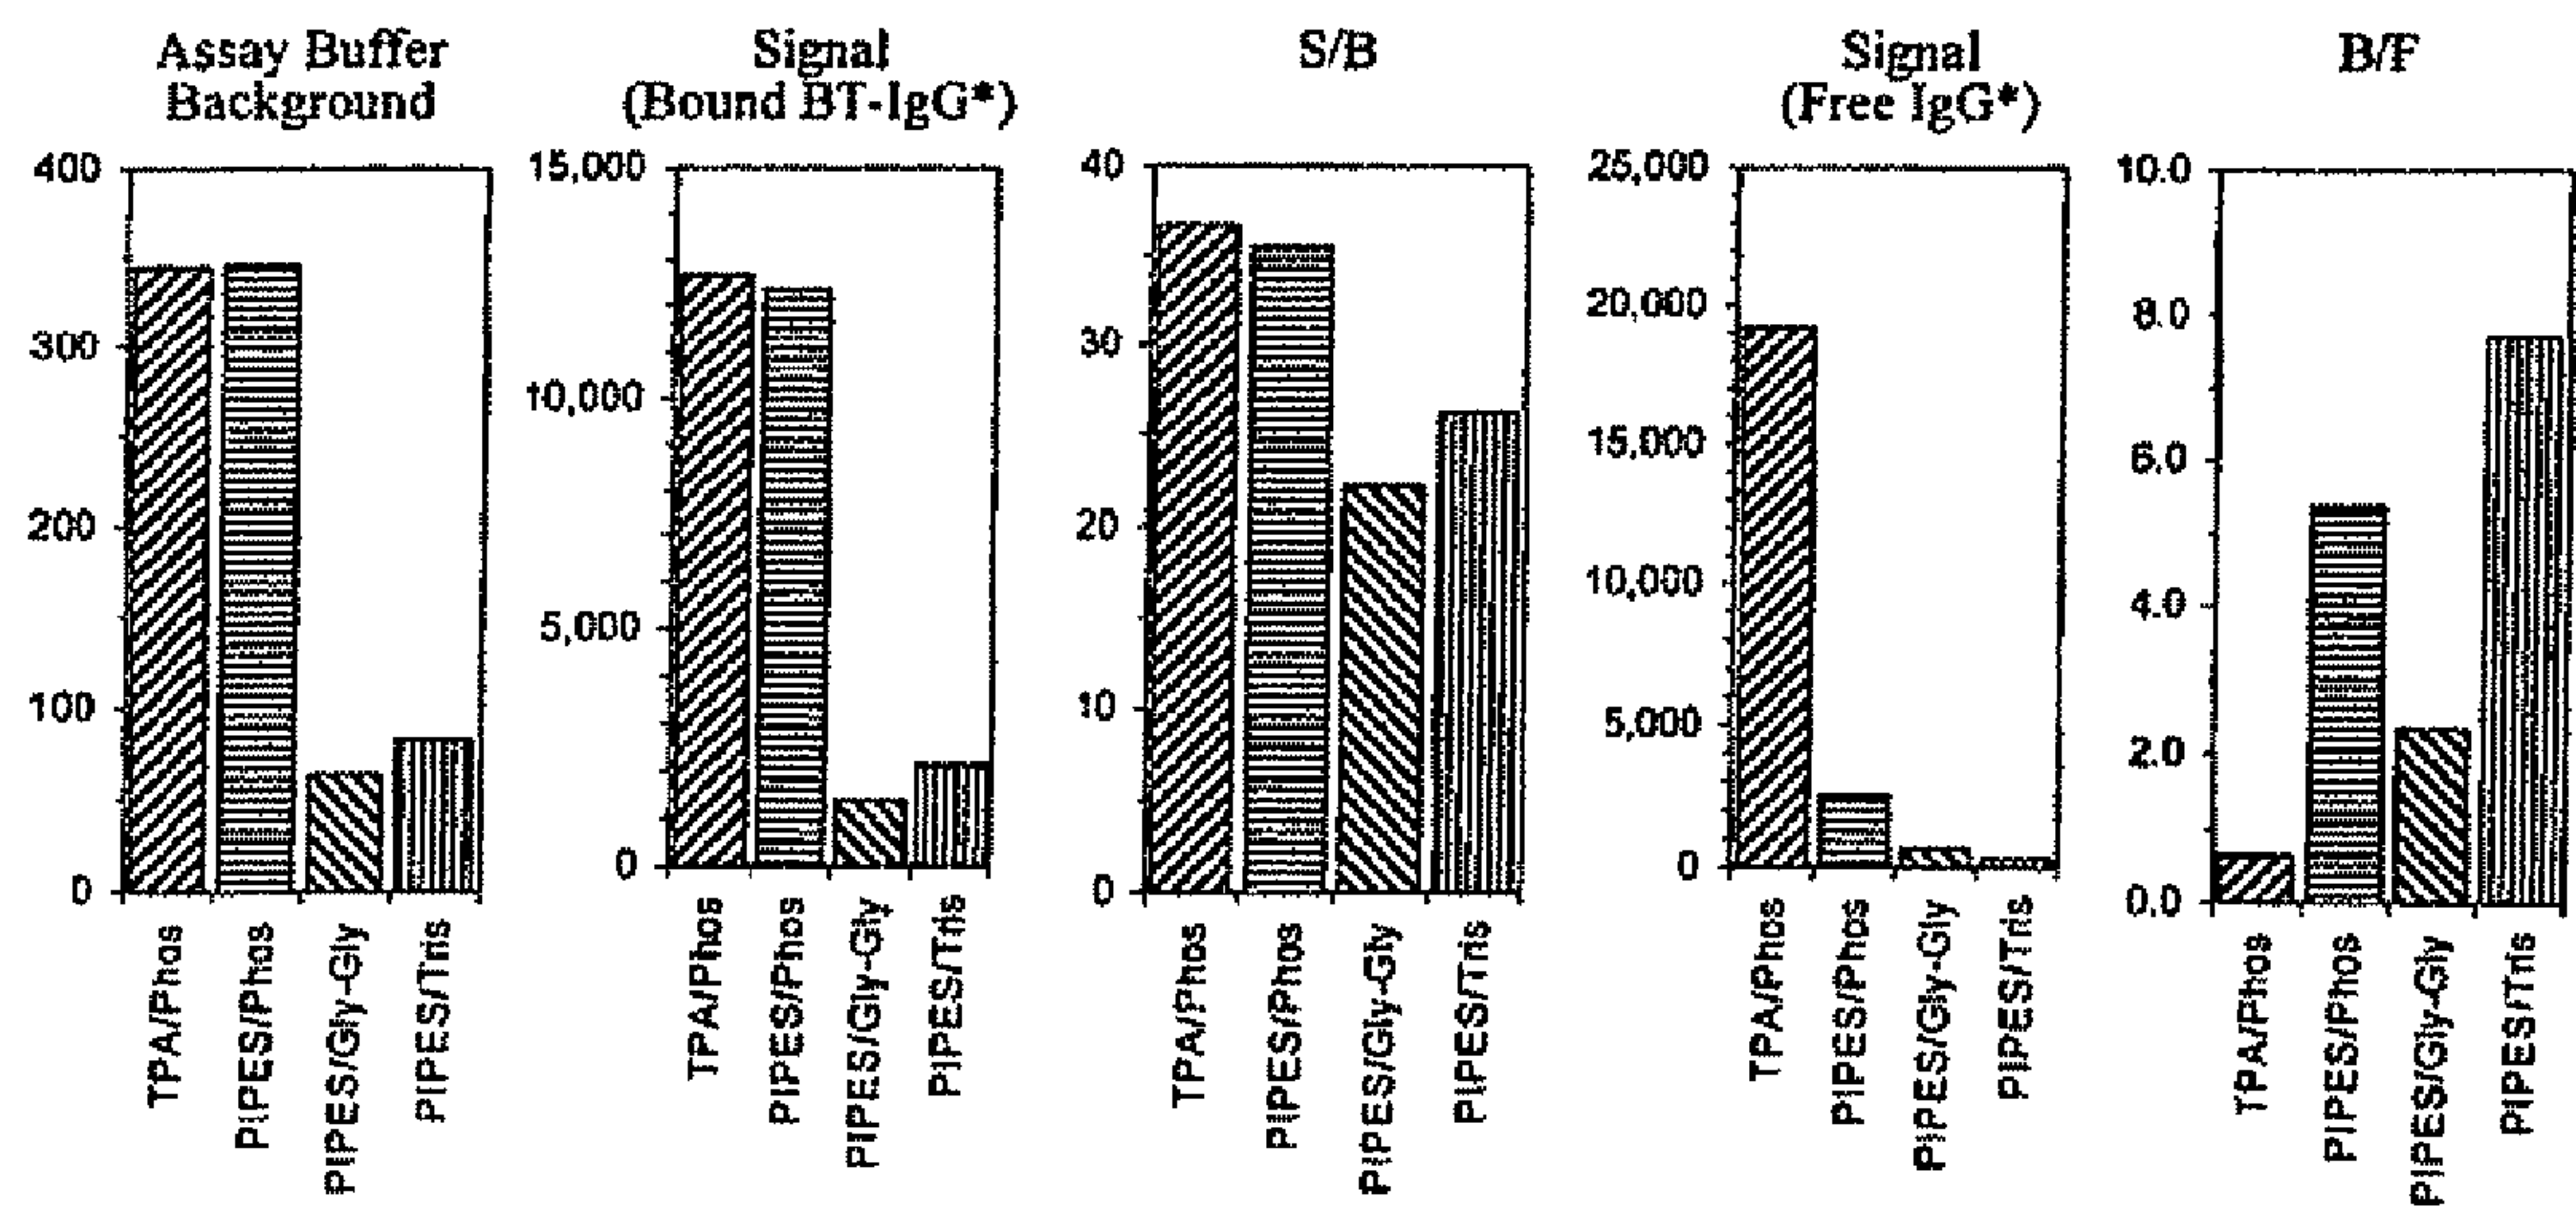 Assay Buffer
Background
400
300
200
100
0
TPA/Phos
PIPES/Phos
PIPES/Gly-Gly
PIPES/Tris
Signal
(Bound BT-IgG*)
15,000
10,000
5,000
0
TPA/Phos
PIPES/Phos
PIPES/Gly-Gly
PIPES/Tris
S/B
40
30
20
10
0
TPA/Phos
PIPES/Phos
PIPES/Gly-Gly
PIPES/Tris
Signal
(Free IgG*)
25,000
20,000
15,000
10,000
5,000
0
TPA/Phos
PIPES/Phos
PIPES/Gly-Gly
PIPES/Tris
B/F
10.0
8.0
6.0
4.0
2.0
0.0
TPA/Phos
PIPES/Phos
PIPES/Gly-Gly
PIPES/Tris